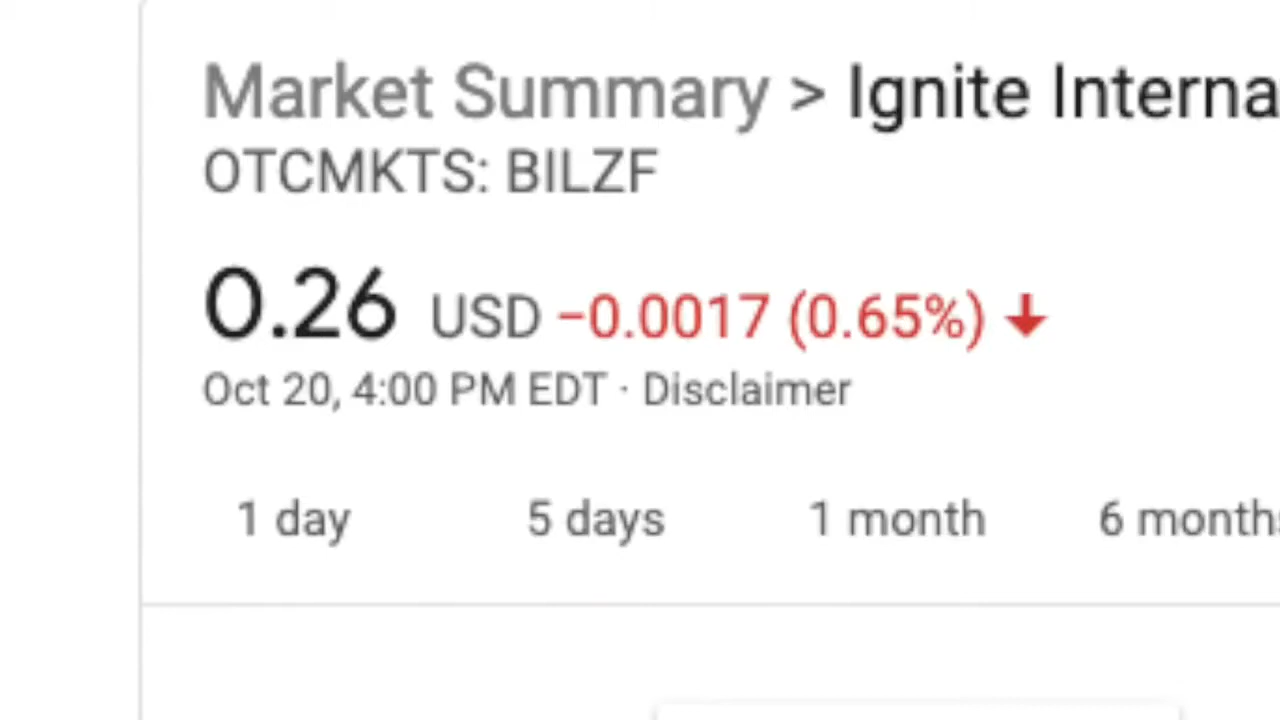 Market Summary > Ignite Interna
OTCMKTS: BILZF
0.26 USD −0.0017 (0.65%) ↓
Oct 20, 4:00 PM EDT · Disclaimer
1 day 5 days 1 month 6 months